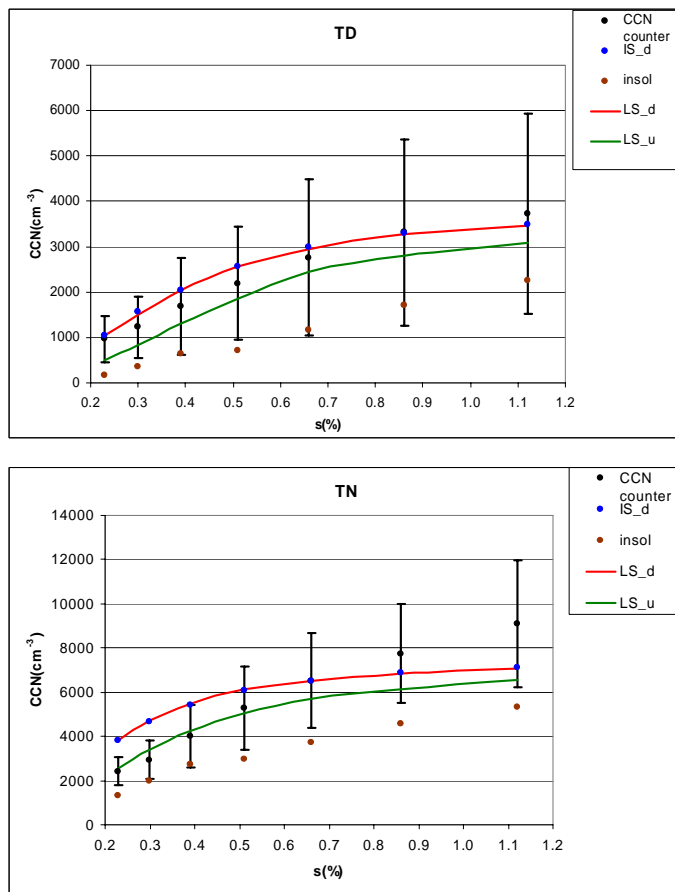 TD
CCN
counter
IS_d
insol
LS_d
LS_u
7000
6000
5000
4000
3000
2000
1000
0
CCN(cm⁻³)
0.2 0.3 0.4 0.5 0.6 0.7 0.8 0.9 1.0 1.1 1.2
s(%)
TN
CCN
counter
IS_d
insol
LS_d
LS_u
14000
12000
10000
8000
6000
4000
2000
0
CCN(cm⁻³)
0.2 0.3 0.4 0.5 0.6 0.7 0.8 0.9 1.0 1.1 1.2
s(%)